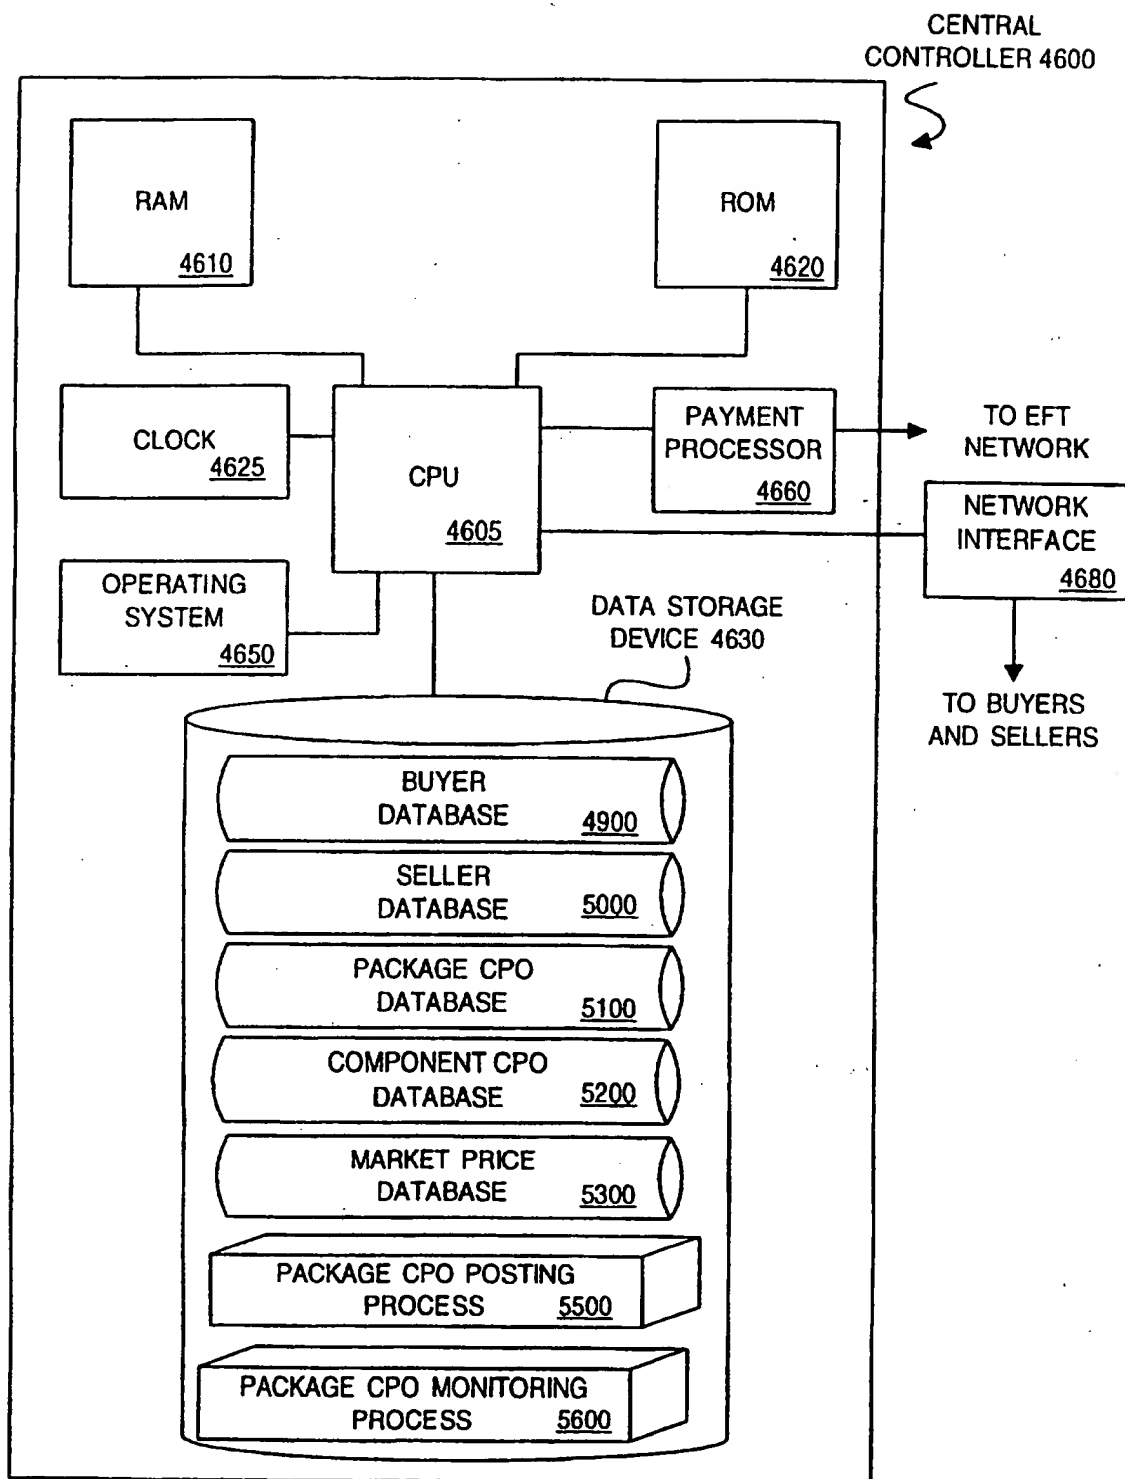 CENTRAL
CONTROLLER 4600
RAM
4610
ROM
4620
CLOCK
4625
CPU
4605
PAYMENT
PROCESSOR
4660
TO EFT
NETWORK
NETWORK
INTERFACE
4680
OPERATING
SYSTEM
4650
DATA STORAGE
DEVICE 4630
TO BUYERS
AND SELLERS
BUYER
DATABASE 4900
SELLER
DATABASE 5000
PACKAGE CPO
DATABASE 5100
COMPONENT CPO
DATABASE 5200
MARKET PRICE
DATABASE 5300
PACKAGE CPO POSTING
PROCESS 5500
PACKAGE CPO MONITORING
PROCESS 5600